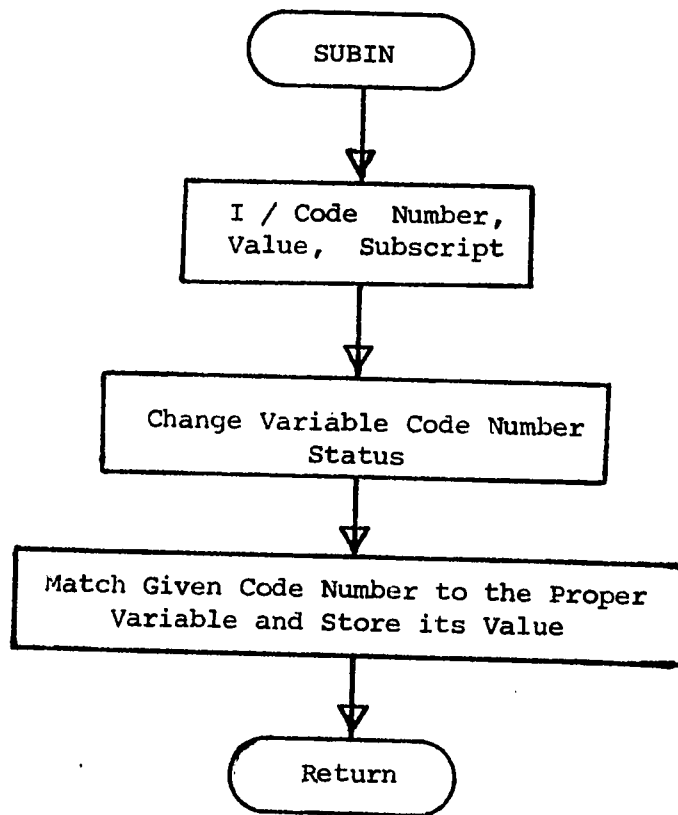 SUBIN
I / Code Number,
Value, Subscript
Change Variable Code Number
Status
Match Given Code Number to the Proper
Variable and Store its Value
Return